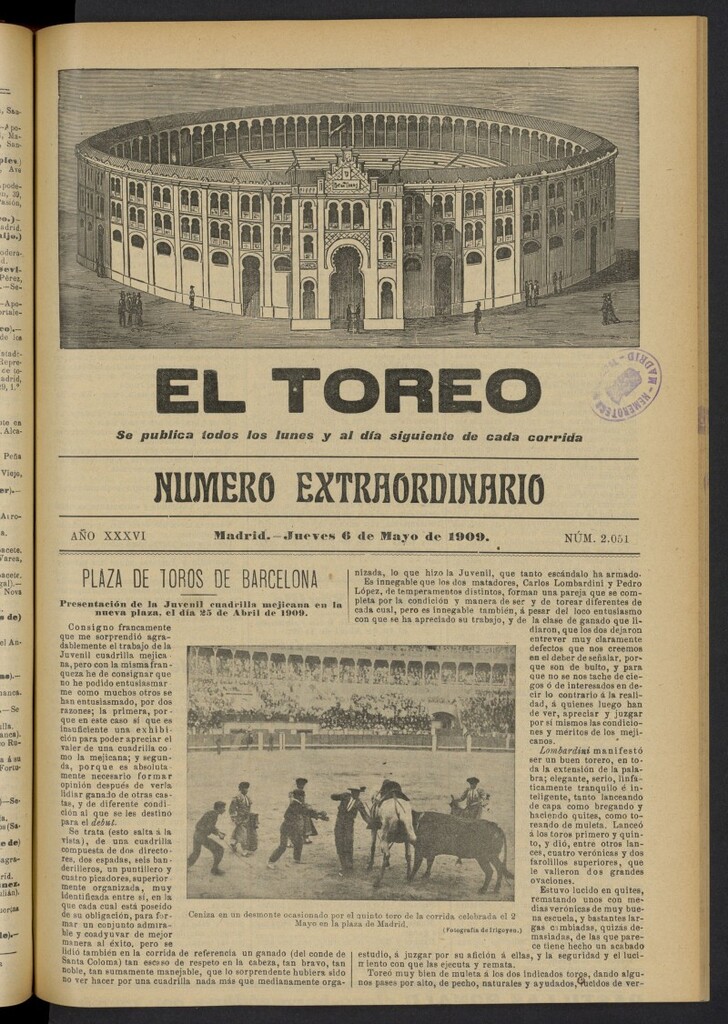 EL TOREO
Se publica todos los lunes y al día siguiente de cada corrida
HEMEROTECA
MADRID
NUMERO EXTRAORDINARIO
AÑO XXXVI
Madrid.—Jueves 6 de Mayo de 1909.
NÚM. 2.051
PLAZA DE TOROS DE BARCELONA
Presentación de la Juvenil cuadrilla mejicana en la
nueva plaza, el día 25 de Abril de 1909.
Consigno francamente
que me sorprendió agra-
dablemente el trabajo de la
Juvenil cuadrilla mejica
na, pero con la misma fran-
queza he de consignar que
no he podido entusiasmar
me como muchos otros se
han entusiasmado, por dos
razones; la primera, por-
que en este caso si que es
insuficiente una exhibi-
ción para poder apreciar el
valer de una cuadrilla co
mo la mejicana; y segun-
da, porque es absoluta-
mente necesario formar
opinión después de verla
lidiar ganado de otras cas-
tas, y de diferente condi-
ción al que se les destino
para el debut.
Se trata (esto salta á la
vista), de una cuadrilla
compuesta de dos directo-
res, dos espadas, seis ban-
derilleros, un puntillero y
cuatro picadores, superior-
mente organizada, muy
identificada entre sí, en la
que cada cual está poseido
de su obligación, para for-
mar un conjunto admira-
ble y coadyuvar de mejor
manera al éxito, pero se
lidió también en la corrida de referencia un ganado (del conde de
Santa Coloma) tan escaso de respeto en la cabeza, tan bravo, tan
noble, tan sumamente manejable, que lo sorprendente hubiera sido
no ver hacer por una cuadrilla nada más que medianamente orga-
Ceniza en un desmonte ocasionado por el quinto toro de la corrida celebrada el 2
Mayo en la plaza de Madrid.
(Fotografía de Irigoyen.)
nizada, lo que hizo la Juvenil, que tanto escándalo ha armado.
Es innegable que los dos matadores, Carlos Lombardini y Pedro
López, de temperamentos distintos, forman una pareja que se com-
pleta por la condición y manera de ser y de torear diferentes de
cada cual, pero es innegable también, á pesar del loco entusiasmo
con que se ha apreciado su trabajo, y de la clase de ganado que li-
diaron, que los dos dejaron
entrever muy claramente
defectos que nos creemos
en el deber de señalar, por-
que son de bulto, y para
que no se nos tache de cie-
gos ó de interesados en de-
cir lo contrario á la reali-
dad, á quienes luego han
de ver, apreciar y juzgar
por si mismos las condicio-
nes y méritos de los meji-
canos.
Lombardini manifestó
ser un buen torero, en to-
da la extensión de la pala-
bra; elegante, serio, linfa-
ticamente tranquilo é in-
teligente, tanto lanceando
de capa como bregando y
haciendo quites, como to-
reando de muleta. Lanceó
á los toros primero y quin-
to, y dió, entre otros lan-
ces, cuatro verónicas y dos
farolillos superiores, que
le valieron dos grandes
ovaciones.
Estuvo lucido en quites,
rematando unos con me-
dias verónicas de muy bue-
na escuela, y bastantes lar-
gas cambiadas, quizás de-
masiadas, de las que pare-
ce tiene hecho un acabado
estudio, á juzgar por su afición á ellas, y la seguridad y el luci-
miento con que las ejecuta y remata.
Toreó muy bien de muleta á los dos indicados toros, dando algu-
nos pases por alto, de pecho, naturales y ayudados, lucidos de ver-